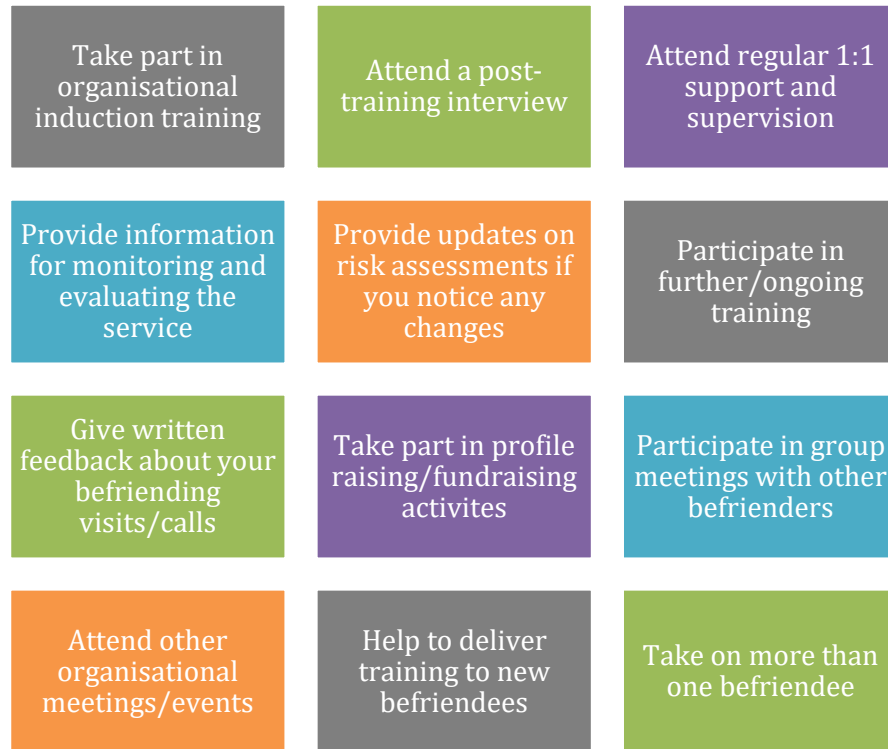 Take part in
organisational
induction training
Attend a post-
training interview
Attend regular 1:1
support and
supervision
Provide information
for monitoring and
evaluating the
service
Provide updates on
risk assessments if
you notice any
changes
Participate in
further/ongoing
training
Give written
feedback about your
befriending
visits/calls
Take part in profile
raising/fundraising
activites
Participate in group
meetings with other
befrienders
Attend other
organisational
meetings/events
Help to deliver
training to new
befriendees
Take on more than
one befriendee